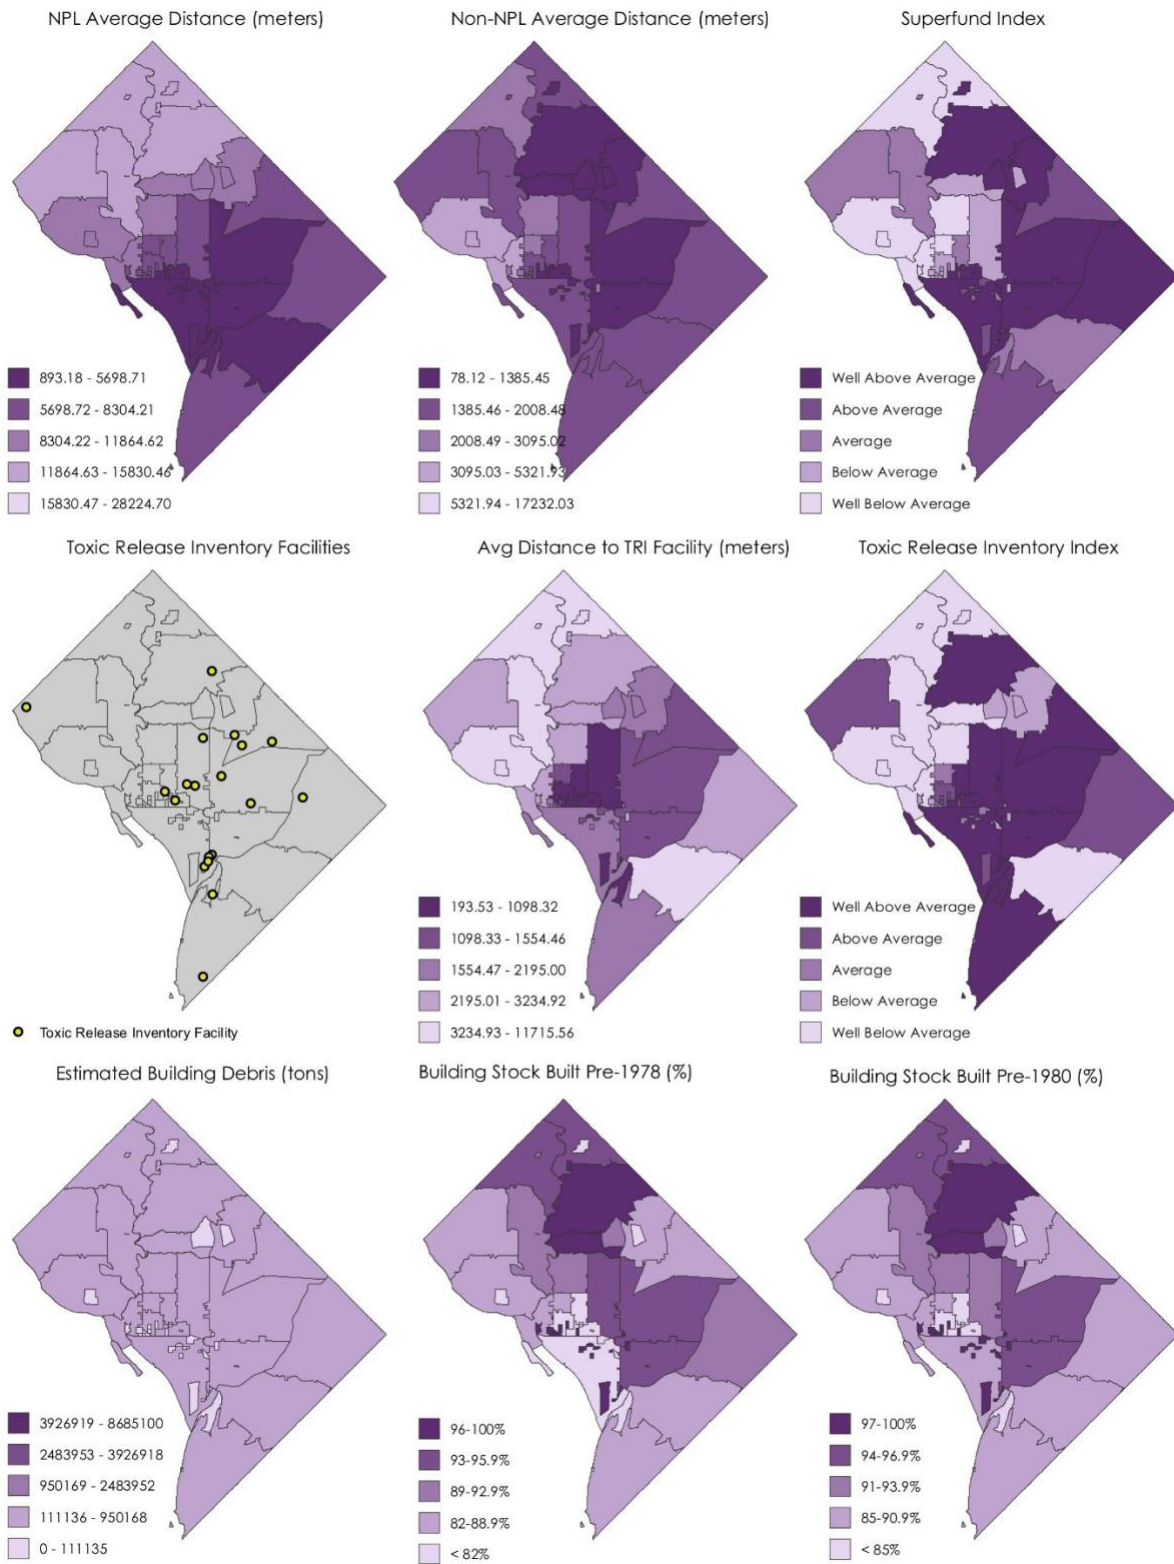 NPL Average Distance (meters)
Non-NPL Average Distance (meters)
Superfund Index
893.18 - 5698.71
5698.72 - 8304.21
8304.22 - 11864.62
11864.63 - 15830.46
15830.47 - 28224.70
78.12 - 1385.45
1385.46 - 2008.48
2008.49 - 3095.02
3095.03 - 5321.93
5321.94 - 17232.03
Well Above Average
Above Average
Average
Below Average
Well Below Average
Toxic Release Inventory Facilities
Avg Distance to TRI Facility (meters)
Toxic Release Inventory Index
Toxic Release Inventory Facility
193.53 - 1098.32
1098.33 - 1554.46
1554.47 - 2195.00
2195.01 - 3234.92
3234.93 - 11715.56
Well Above Average
Above Average
Average
Below Average
Well Below Average
Estimated Building Debris (tons)
Building Stock Built Pre-1978 (%)
Building Stock Built Pre-1980 (%)
3926919 - 8685100
2483953 - 3926918
950169 - 2483952
111136 - 950168
0 - 111135
96-100%
93-95.9%
89-92.9%
82-88.9%
< 82%
97-100%
94-96.9%
91-93.9%
85-90.9%
< 85%